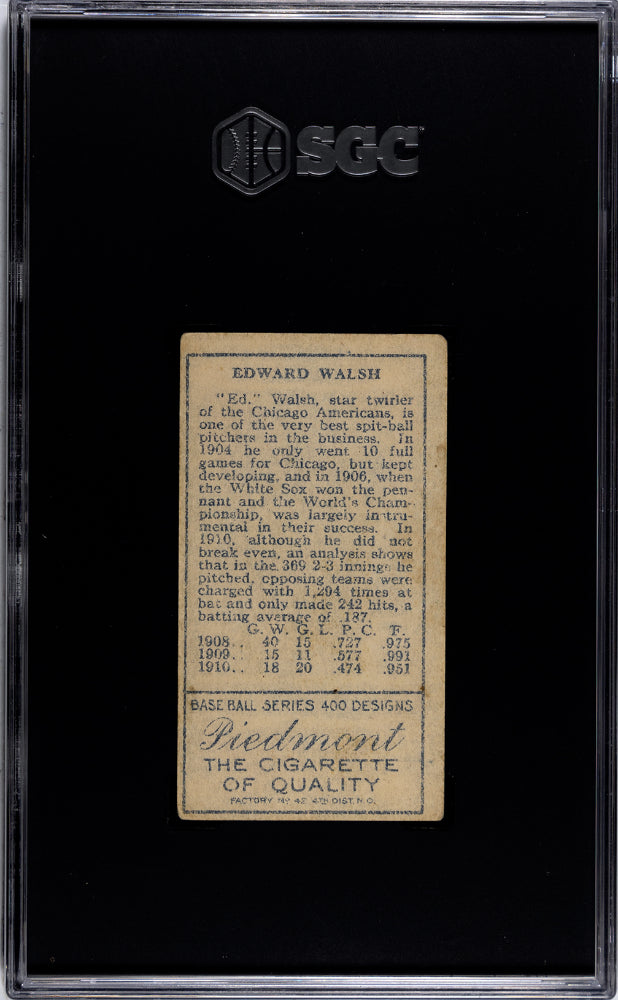 SGC
EDWARD WALSH
"Ed." Walsh, star twirler
of the Chicago Americans, is
one of the very best spit-ball
pitchers in the business. In
1904 he only went 10 full
games for Chicago, but kept
developing, and in 1906, when
the White Sox won the pen-
nant and the World's Cham-
pionship, was largely instru-
mental in their success. In
1910, although he did not
break even, an analysis shows
that in the 369 2-3 innings he
pitched, opposing teams were
charged with 1,294 times at
bat and only made 242 hits, a
batting average of .187.
G. W. G. L. P. C. F.
1908.. 40 15 .727 .975
1909.. 15 11 .577 .991
1910.. 18 20 .474 .951
BASE BALL SERIES 400 DESIGNS
Piedmont
THE CIGARETTE
OF QUALITY
FACTORY Nº 42 4TH DIST. N.C.